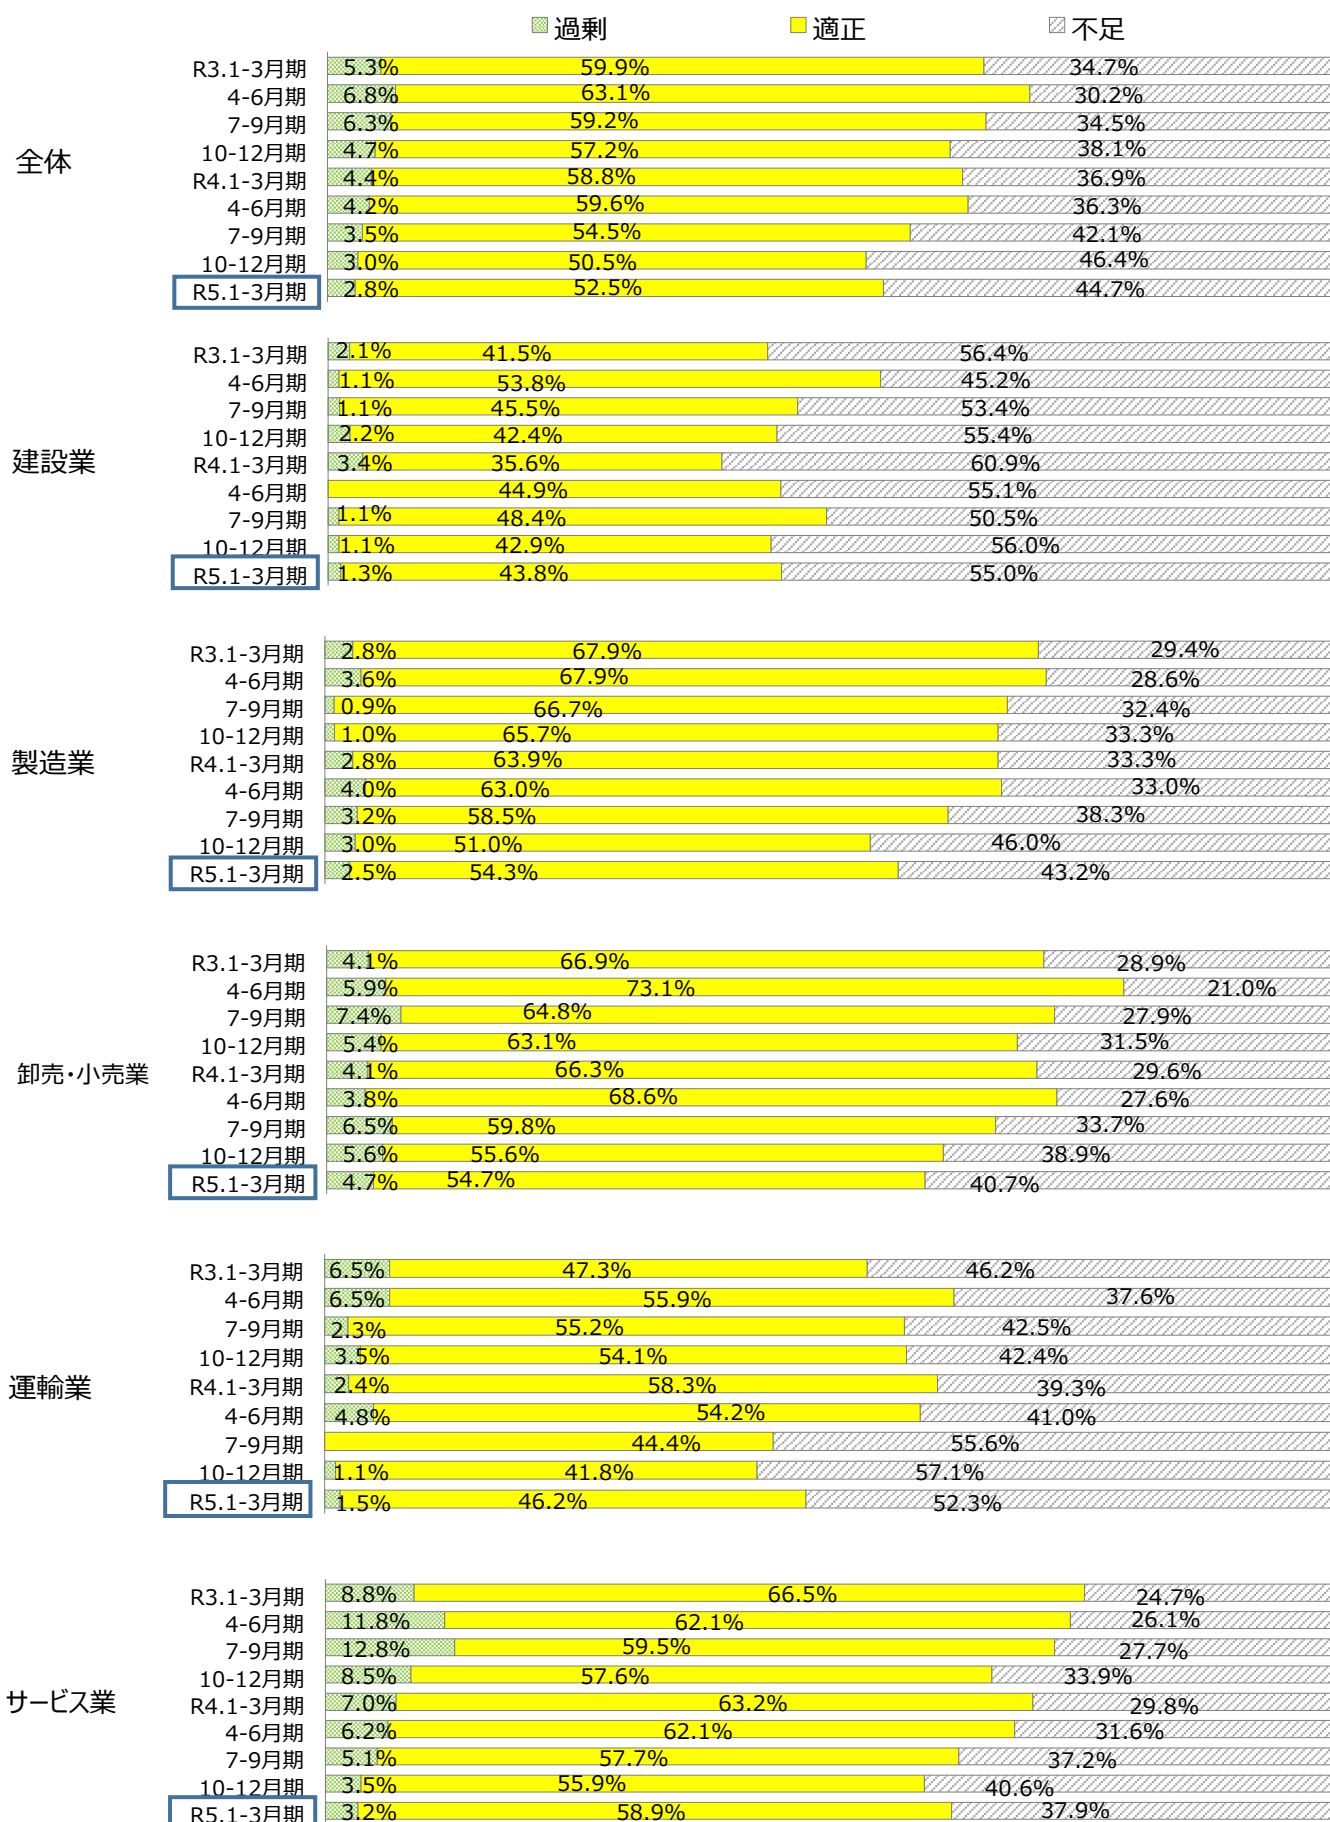 過剰 適正 不足
全体
R3.1-3月期 5.3% 59.9% 34.7%
4-6月期 6.8% 63.1% 30.2%
7-9月期 6.3% 59.2% 34.5%
10-12月期 4.7% 57.2% 38.1%
R4.1-3月期 4.4% 58.8% 36.9%
4-6月期 4.2% 59.6% 36.3%
7-9月期 3.5% 54.5% 42.1%
10-12月期 3.0% 50.5% 46.4%
R5.1-3月期 2.8% 52.5% 44.7%
建設業
R3.1-3月期 2.1% 41.5% 56.4%
4-6月期 1.1% 53.8% 45.2%
7-9月期 1.1% 45.5% 53.4%
10-12月期 2.2% 42.4% 55.4%
R4.1-3月期 3.4% 35.6% 60.9%
4-6月期 44.9% 55.1%
7-9月期 1.1% 48.4% 50.5%
10-12月期 1.1% 42.9% 56.0%
R5.1-3月期 1.3% 43.8% 55.0%
製造業
R3.1-3月期 2.8% 67.9% 29.4%
4-6月期 3.6% 67.9% 28.6%
7-9月期 0.9% 66.7% 32.4%
10-12月期 1.0% 65.7% 33.3%
R4.1-3月期 2.8% 63.9% 33.3%
4-6月期 4.0% 63.0% 33.0%
7-9月期 3.2% 58.5% 38.3%
10-12月期 3.0% 51.0% 46.0%
R5.1-3月期 2.5% 54.3% 43.2%
卸売・小売業
R3.1-3月期 4.1% 66.9% 28.9%
4-6月期 5.9% 73.1% 21.0%
7-9月期 7.4% 64.8% 27.9%
10-12月期 5.4% 63.1% 31.5%
R4.1-3月期 4.1% 66.3% 29.6%
4-6月期 3.8% 68.6% 27.6%
7-9月期 6.5% 59.8% 33.7%
10-12月期 5.6% 55.6% 38.9%
R5.1-3月期 4.7% 54.7% 40.7%
運輸業
R3.1-3月期 6.5% 47.3% 46.2%
4-6月期 6.5% 55.9% 37.6%
7-9月期 2.3% 55.2% 42.5%
10-12月期 3.5% 54.1% 42.4%
R4.1-3月期 2.4% 58.3% 39.3%
4-6月期 4.8% 54.2% 41.0%
7-9月期 44.4% 55.6%
10-12月期 1.1% 41.8% 57.1%
R5.1-3月期 1.5% 46.2% 52.3%
サービス業
R3.1-3月期 8.8% 66.5% 24.7%
4-6月期 11.8% 62.1% 26.1%
7-9月期 12.8% 59.5% 27.7%
10-12月期 8.5% 57.6% 33.9%
R4.1-3月期 7.0% 63.2% 29.8%
4-6月期 6.2% 62.1% 31.6%
7-9月期 5.1% 57.7% 37.2%
10-12月期 3.5% 55.9% 40.6%
R5.1-3月期 3.2% 58.9% 37.9%